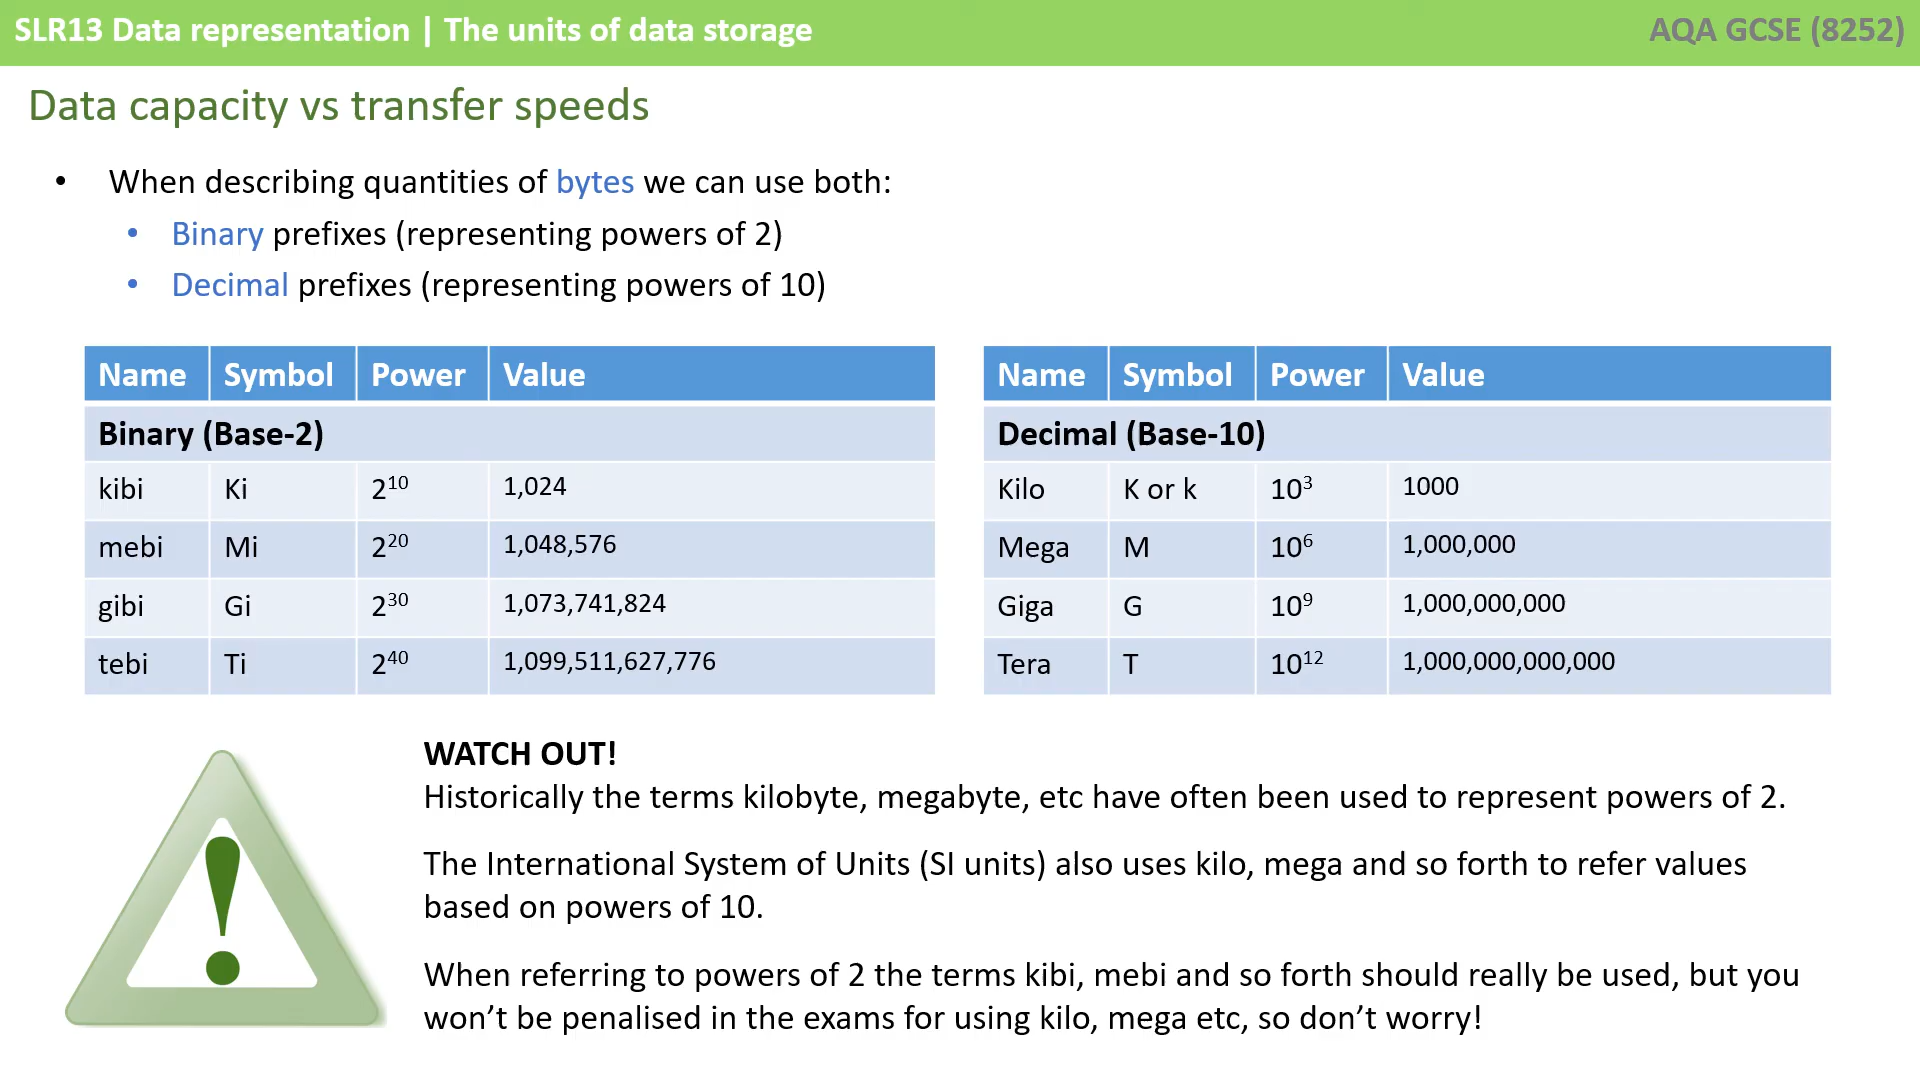 SLR13 Data representation | The units of data storage
AQA GCSE (8252)
Data capacity vs transfer speeds
• When describing quantities of bytes we can use both:
• Binary prefixes (representing powers of 2)
• Decimal prefixes (representing powers of 10)
Name Symbol Power Value
Binary (Base-2)
kibi Ki 2¹⁰ 1,024
mebi Mi 2²⁰ 1,048,576
gibi Gi 2³⁰ 1,073,741,824
tebi Ti 2⁴⁰ 1,099,511,627,776
Name Symbol Power Value
Decimal (Base-10)
Kilo K or k 10³ 1000
Mega M 10⁶ 1,000,000
Giga G 10⁹ 1,000,000,000
Tera T 10¹² 1,000,000,000,000
WATCH OUT!
Historically the terms kilobyte, megabyte, etc have often been used to represent powers of 2.
The International System of Units (SI units) also uses kilo, mega and so forth to refer values
based on powers of 10.
When referring to powers of 2 the terms kibi, mebi and so forth should really be used, but you
won’t be penalised in the exams for using kilo, mega etc, so don’t worry!